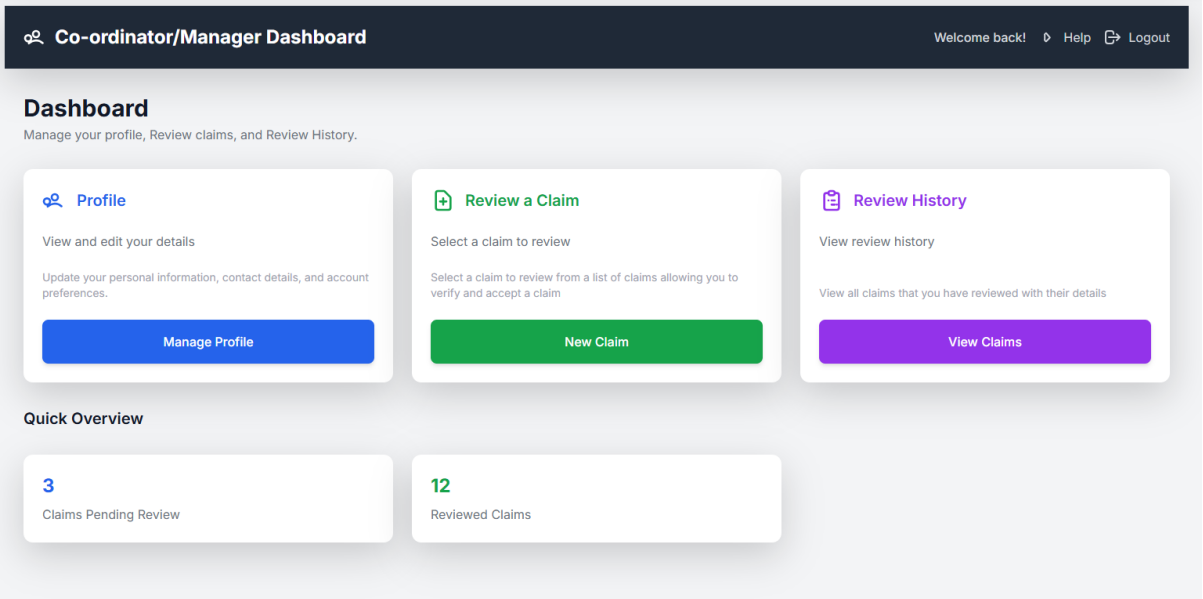 Co-ordinator/Manager Dashboard
Welcome back! Help Logout
Dashboard
Manage your profile, Review claims, and Review History.
Profile
View and edit your details
Update your personal information, contact details, and account
preferences.
Manage Profile
Review a Claim
Select a claim to review
Select a claim to review from a list of claims allowing you to
verify and accept a claim
New Claim
Review History
View review history
View all claims that you have reviewed with their details
View Claims
Quick Overview
3
Claims Pending Review
12
Reviewed Claims